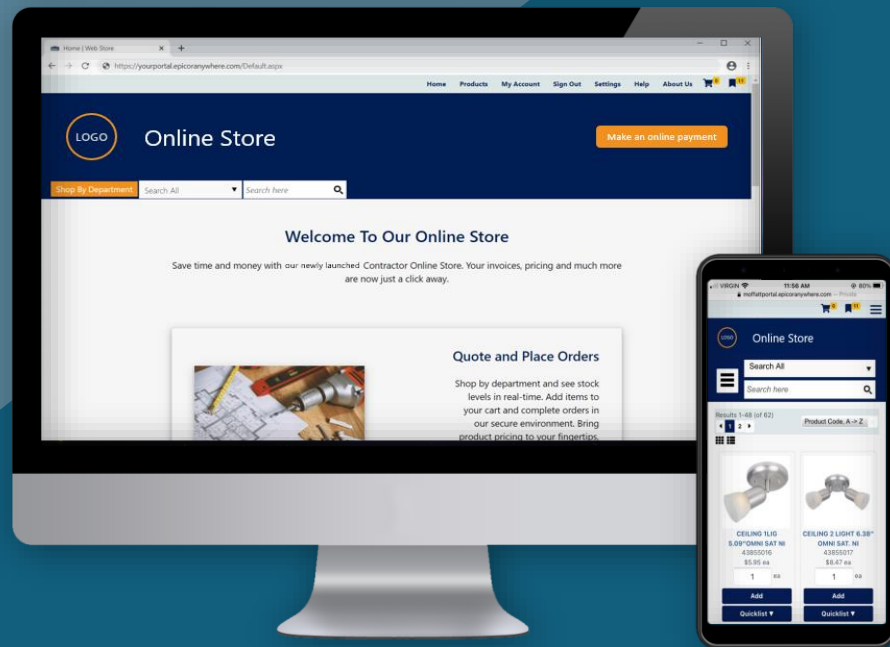 Home | Web Store
https://yourportal.epicoranywhere.com/Default.aspx
Home Products My Account Sign Out Settings Help About Us 0 11
LOGO
Online Store
Make an online payment
Shop By Department
Search All
Search here
Welcome To Our Online Store
Save time and money with our newly launched Contractor Online Store. Your invoices, pricing and much more
are now just a click away.
Quote and Place Orders
Shop by department and see stock
levels in real-time. Add items to
your cart and complete orders in
our secure environment. Bring
product pricing to your fingertips.
VIRGIN 11:56 AM 80%
moffattportal.epicoranywhere.com — Private
11
LOGO
Online Store
Search All
Search here
Results 1-48 (of 62)
1 2
Product Code, A -> Z
CEILING 1LIG
5.09"OMNI SAT NI
43855016
$5.95 ea
1 ea
Add
Quicklist
CEILING 2 LIGHT 6.38"
OMNI SAT. NI
43855017
$8.47 ea
1 ea
Add
Quicklist